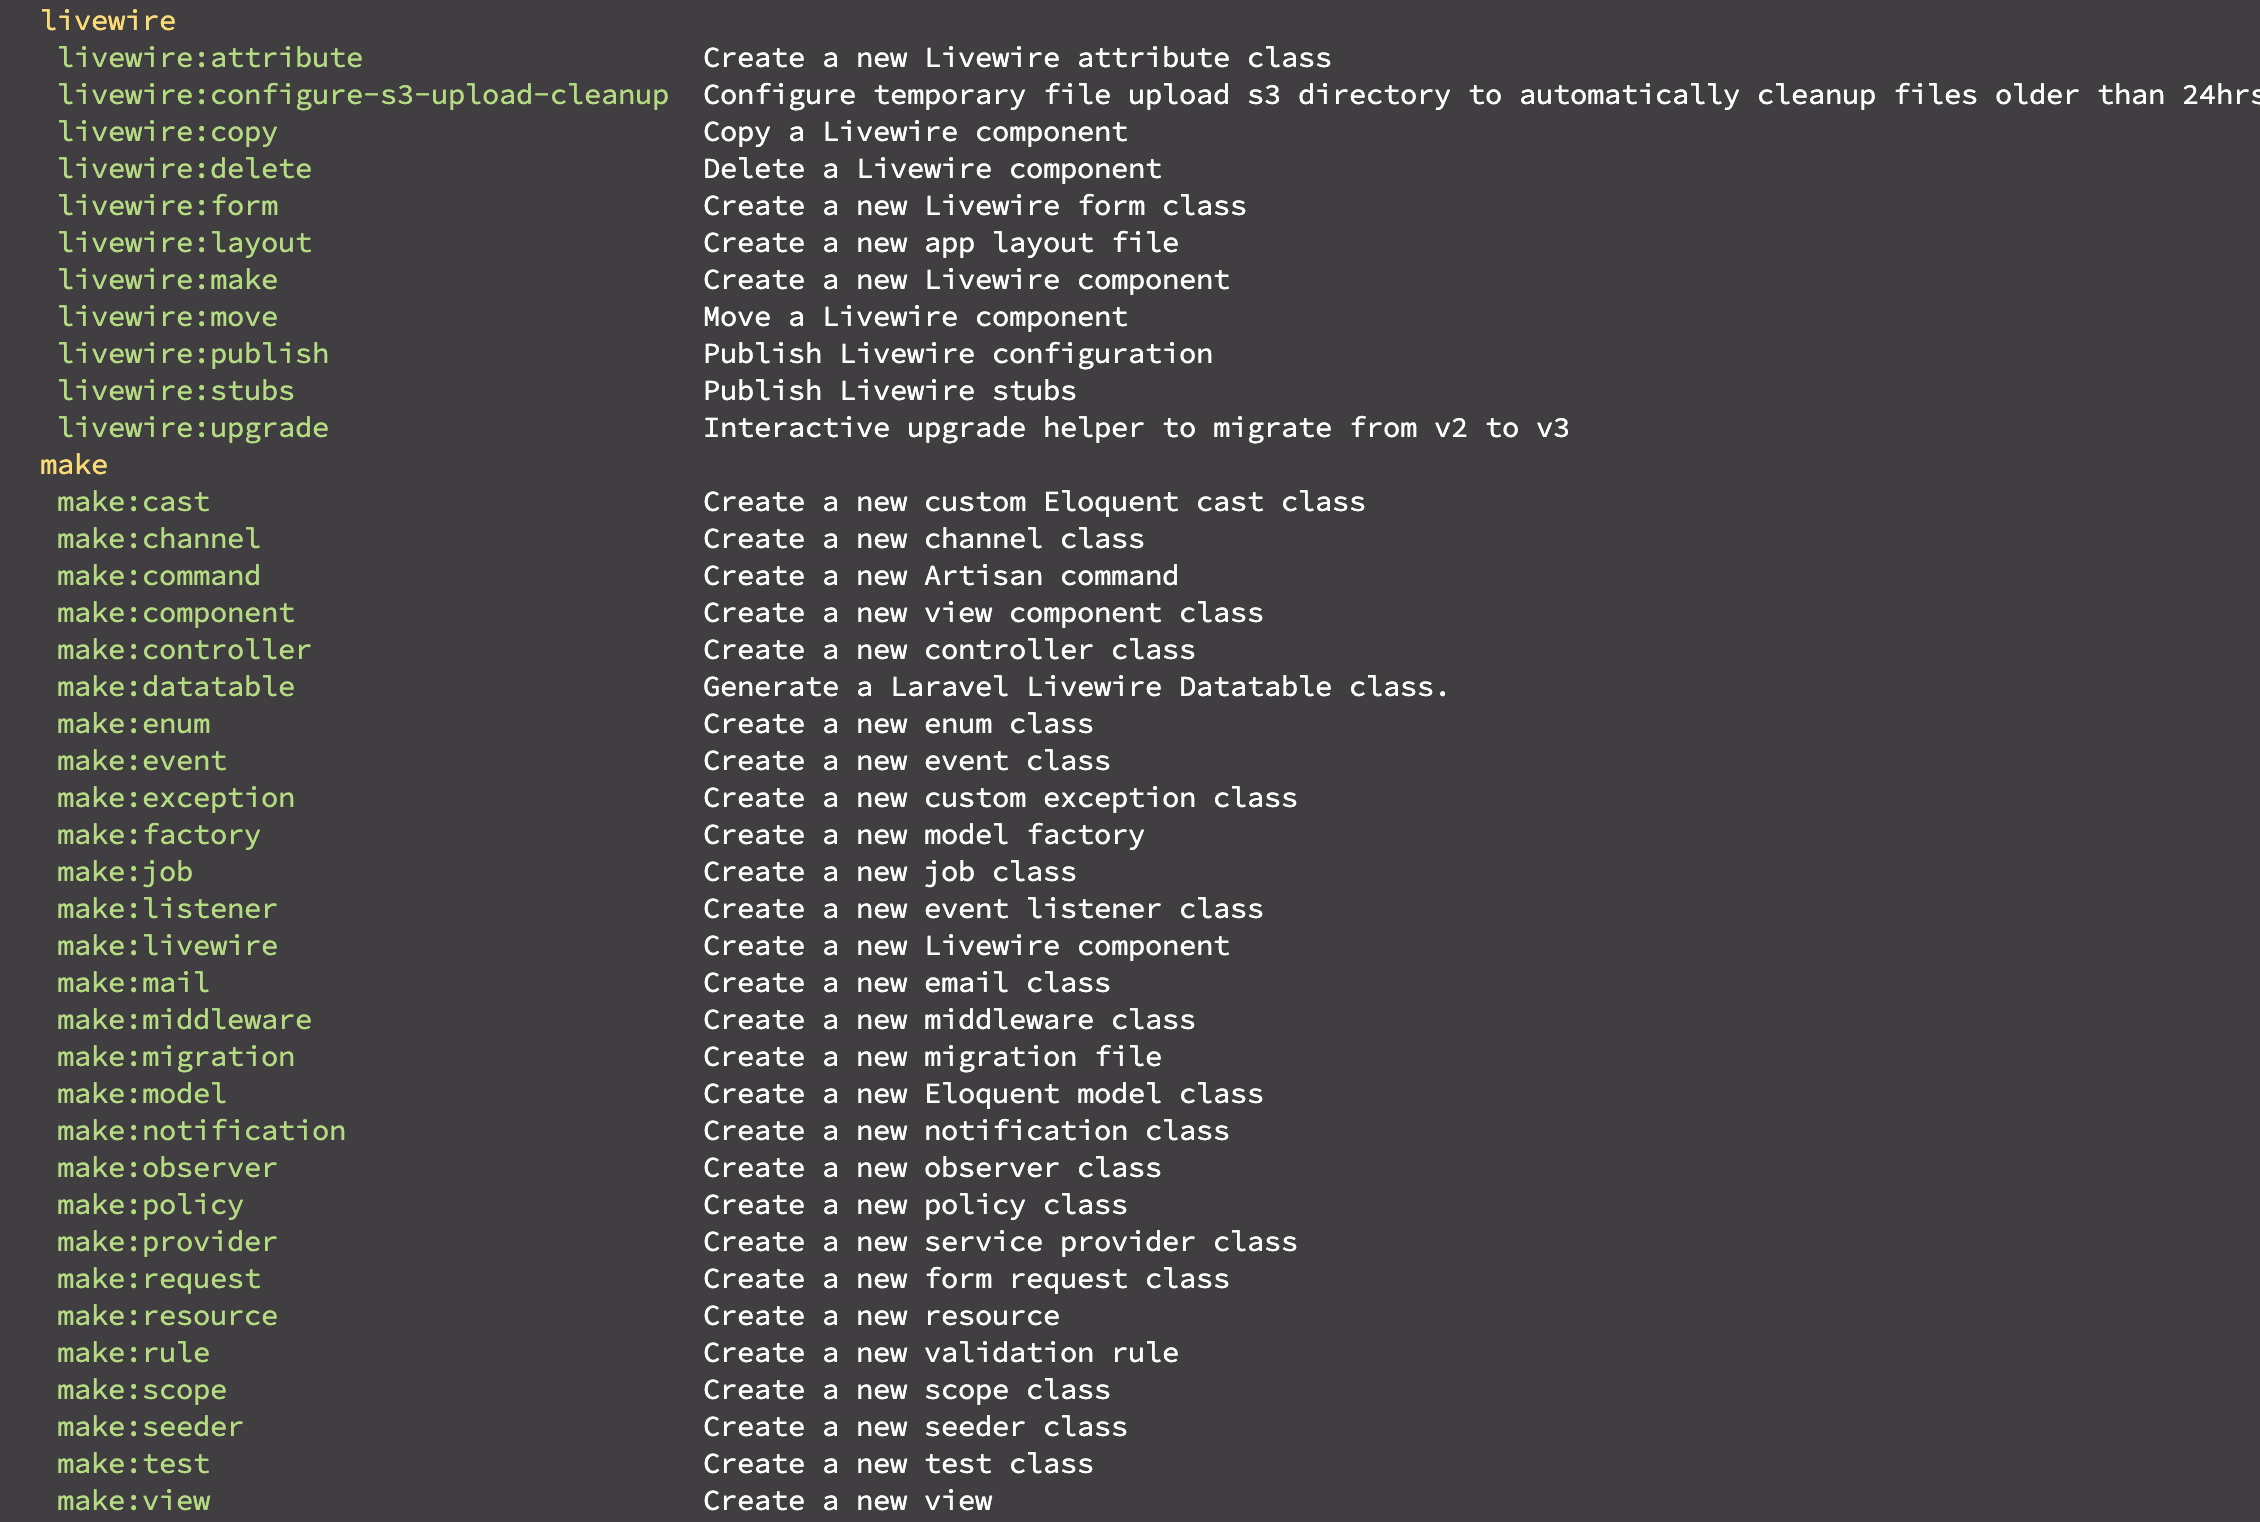 livewire
livewire:attribute Create a new Livewire attribute class
livewire:configure-s3-upload-cleanup Configure temporary file upload s3 directory to automatically cleanup files older than 24hrs
livewire:copy Copy a Livewire component
livewire:delete Delete a Livewire component
livewire:form Create a new Livewire form class
livewire:layout Create a new app layout file
livewire:make Create a new Livewire component
livewire:move Move a Livewire component
livewire:publish Publish Livewire configuration
livewire:stubs Publish Livewire stubs
livewire:upgrade Interactive upgrade helper to migrate from v2 to v3
make
make:cast Create a new custom Eloquent cast class
make:channel Create a new channel class
make:command Create a new Artisan command
make:component Create a new view component class
make:controller Create a new controller class
make:datatable Generate a Laravel Livewire Datatable class.
make:enum Create a new enum class
make:event Create a new event class
make:exception Create a new custom exception class
make:factory Create a new model factory
make:job Create a new job class
make:listener Create a new event listener class
make:livewire Create a new Livewire component
make:mail Create a new email class
make:middleware Create a new middleware class
make:migration Create a new migration file
make:model Create a new Eloquent model class
make:notification Create a new notification class
make:observer Create a new observer class
make:policy Create a new policy class
make:provider Create a new service provider class
make:request Create a new form request class
make:resource Create a new resource
make:rule Create a new validation rule
make:scope Create a new scope class
make:seeder Create a new seeder class
make:test Create a new test class
make:view Create a new view